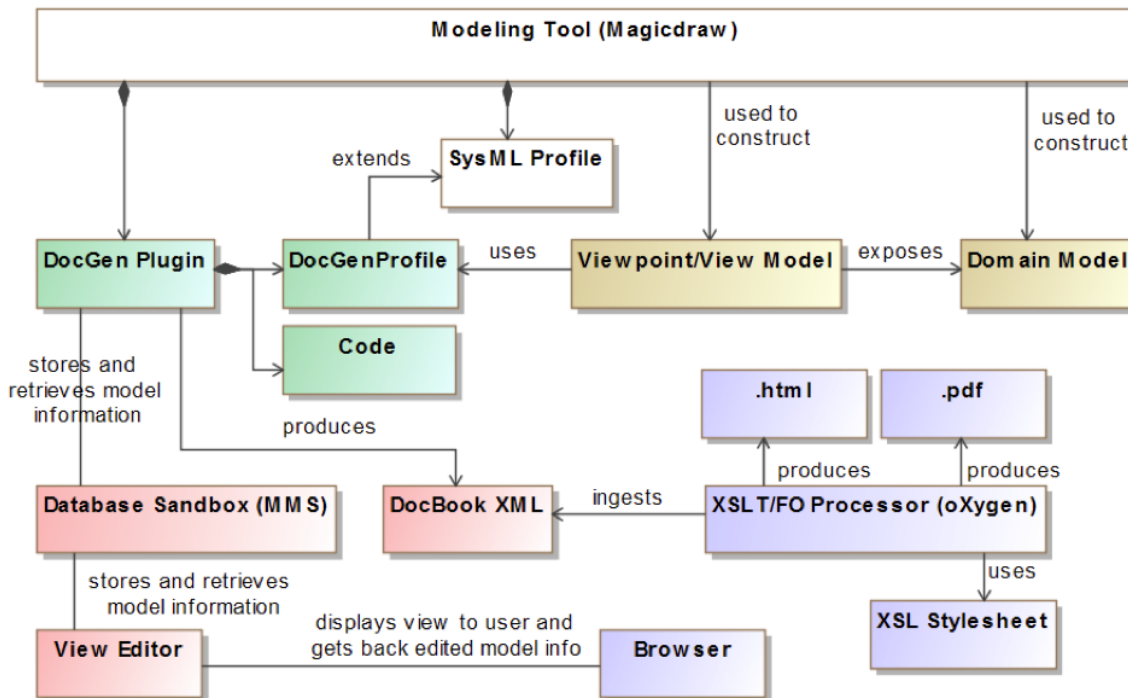 Modeling Tool (Magicdraw)
used to
construct
used to
construct
extends
SysML Profile
DocGen Plugin
DocGenProfile
uses
Viewpoint/View Model
exposes
Domain Model
Code
stores and
retrieves model
information
.html
.pdf
produces
produces
produces
Database Sandbox (MMS)
DocBook XML
ingests
XSLT/FO Processor (oXygen)
stores and retrieves
model information
uses
displays view to user and
gets back edited model info
XSL Stylesheet
View Editor
Browser